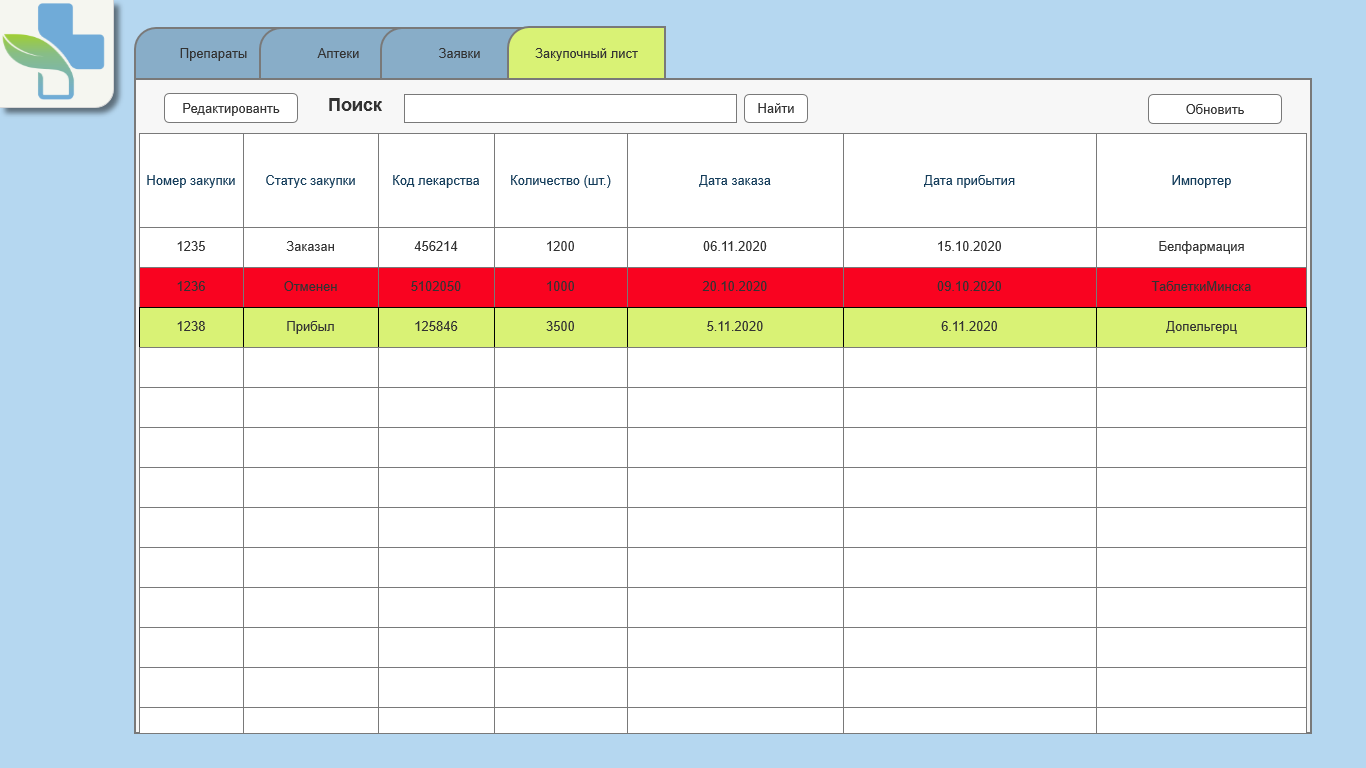 Препараты Аптеки Заявки Закупочный лист
Редактированть Поиск Найти Обновить
Номер закупки Статус закупки Код лекарства Количество (шт.) Дата заказа Дата прибытия Импортер
1235 Заказан 456214 1200 06.11.2020 15.10.2020 Белфармация
1236 Отменен 5102050 1000 20.10.2020 09.10.2020 ТаблеткиМинска
1238 Прибыл 125846 3500 5.11.2020 6.11.2020 Допельгерц